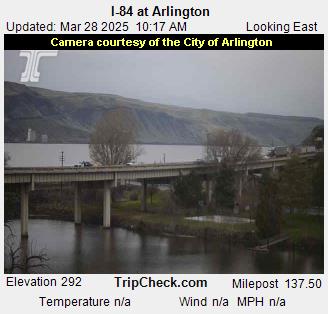 I-84 at Arlington
Updated: Mar 28 2025 10:17 AM Looking East
Camera courtesy of the City of Arlington
Elevation 292 TripCheck.com Milepost 137.50
Temperature n/a Wind n/a MPH n/a